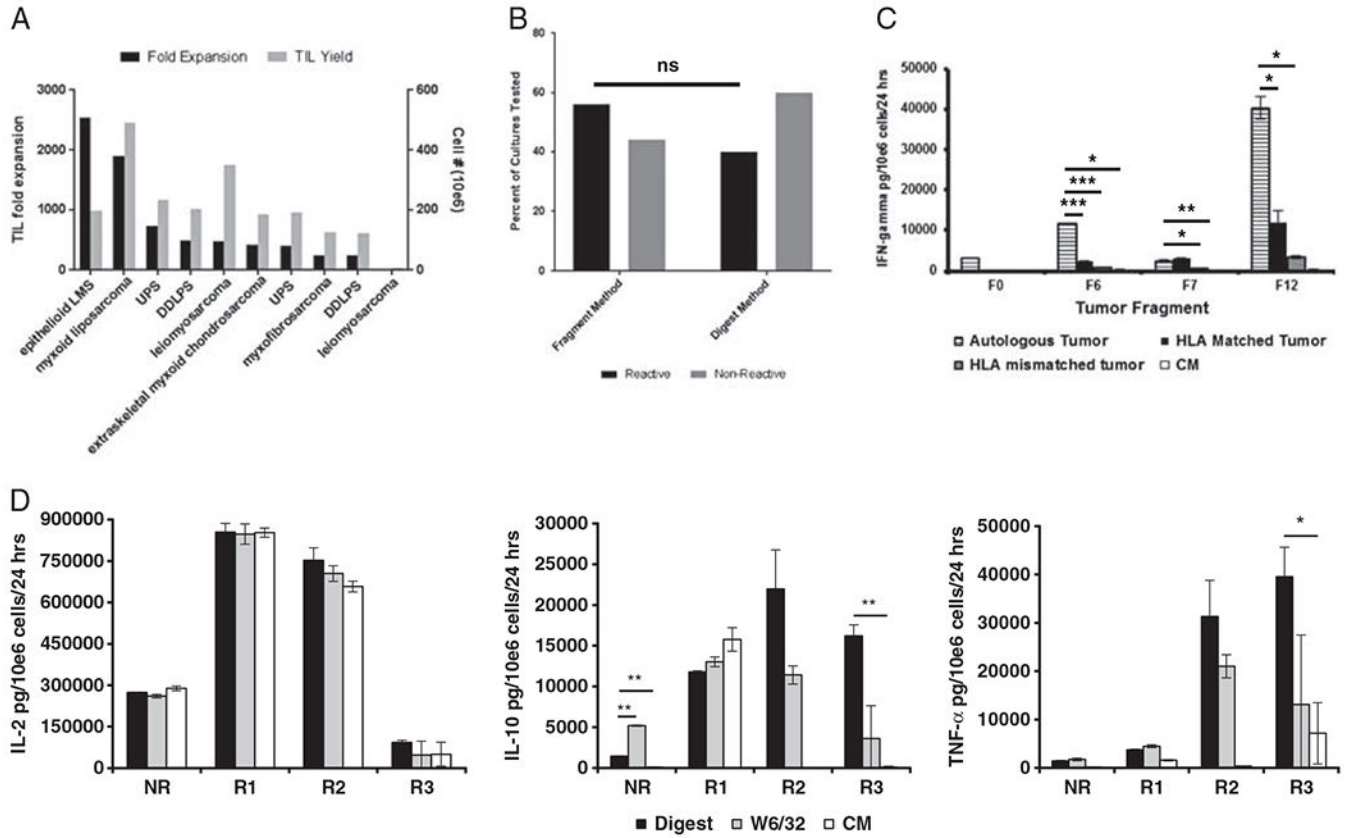 A
Fold Expansion TIL Yield
TIL fold expansion
3000
2000
1000
0
600
400
200
0
Cell # (10e6)
epithelioid LMS
myxoid liposarcoma
UPS
DDLPS
leiomyosarcoma
extraskeletal myxoid chondrosarcoma
UPS
myxofibrosarcoma
DDLPS
leiomyosarcoma
B
Percent of Cultures Tested
80
60
40
20
0
ns
Fragment Method
Digest Method
Reactive Non-Reactive
C
IFN-gamma pg/10e6 cells/24 hrs
50000
40000
30000
20000
10000
0
*
***
***
**
*
*
*
F0 F6 F7 F12
Tumor Fragment
Autologous Tumor HLA Matched Tumor
HLA mismatched tumor CM
D
IL-2 pg/10e6 cells/24 hrs
900000
750000
600000
450000
300000
150000
0
NR R1 R2 R3
IL-10 pg/10e6 cells/24 hrs
30000
25000
20000
15000
10000
5000
0
**
**
**
NR R1 R2 R3
TNF-α pg/10e6 cells/24 hrs
50000
40000
30000
20000
10000
0
*
NR R1 R2 R3
Digest W6/32 CM